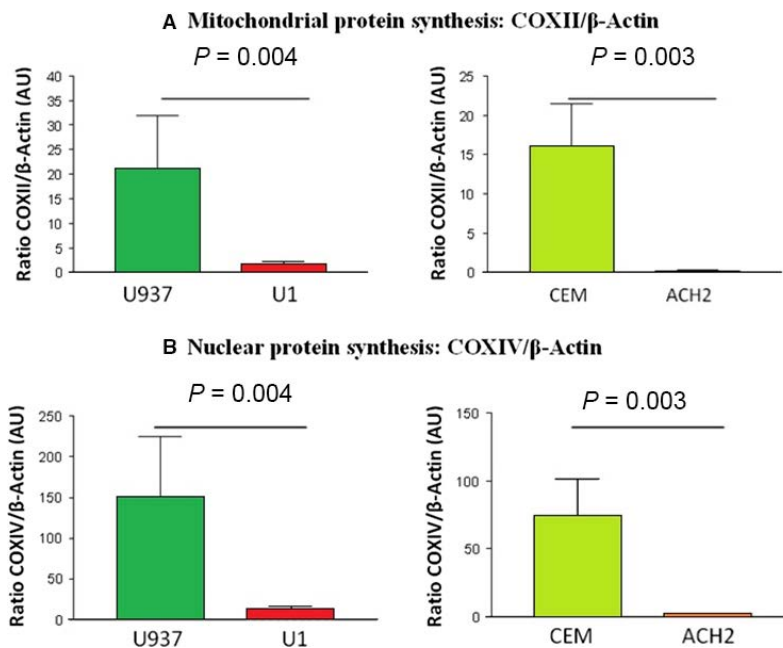 A Mitochondrial protein synthesis: COXII/β-Actin
P = 0.004
Ratio COXII/β-Actin (AU)
40
35
30
25
20
15
10
5
0
U937 U1
P = 0.003
Ratio COXII/β-Actin (AU)
25
20
15
10
5
0
CEM ACH2
B Nuclear protein synthesis: COXIV/β-Actin
P = 0.004
Ratio COXIV/β-Actin (AU)
250
200
150
100
50
0
U937 U1
P = 0.003
Ratio COXIV/β-Actin (AU)
150
100
50
0
CEM ACH2